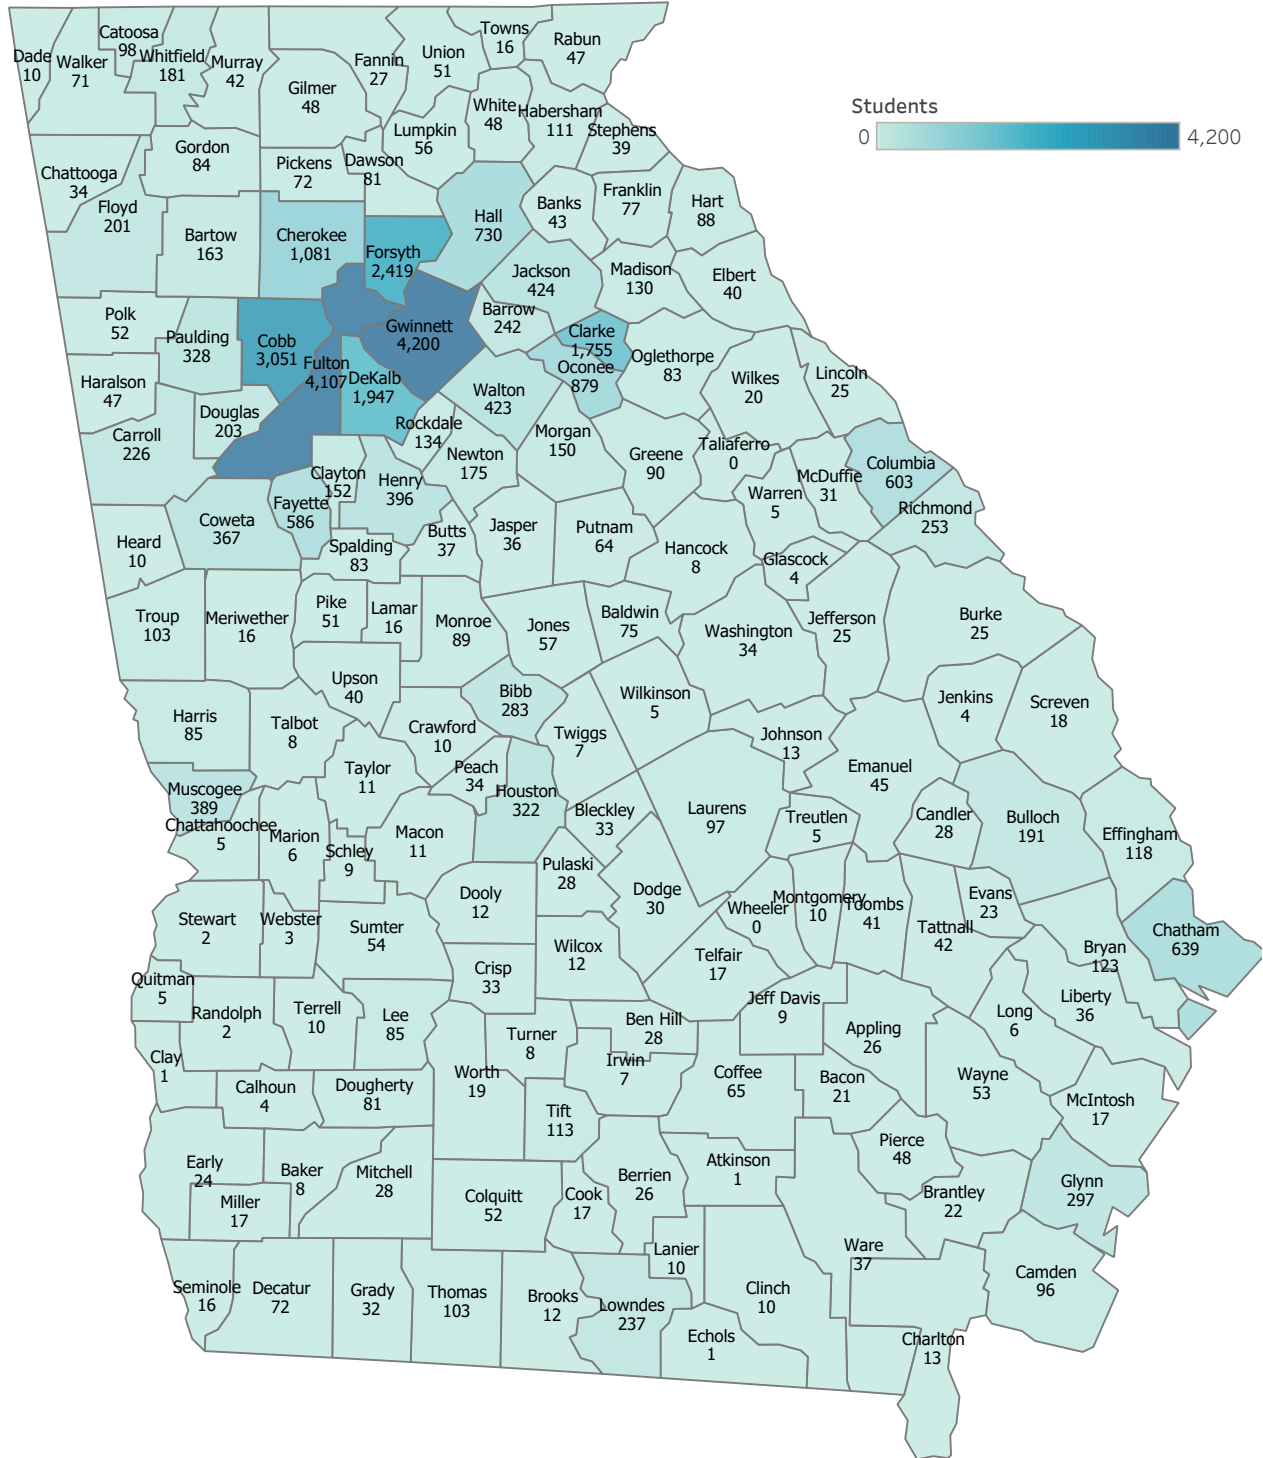 Students
0
4,200
Dade
10
Walker
71
Catoosa
98
Whitfield
181
Murray
42
Fannin
27
Gilmer
48
Union
51
Towns
16
Rabun
47
White
48
Habersham
111
Stephens
39
Lumpkin
56
Gordon
84
Pickens
72
Dawson
81
Chattooga
34
Floyd
201
Bartow
163
Cherokee
1,081
Forsyth
2,419
Hall
730
Banks
43
Franklin
77
Hart
88
Jackson
424
Madison
130
Elbert
40
Polk
52
Paulding
328
Cobb
3,051
Fulton
4,107
Gwinnett
4,200
Barrow
242
Clarke
1,755
Oconee
879
Oglethorpe
83
Wilkes
20
Lincoln
25
Haralson
47
Douglas
203
DeKalb
1,947
Walton
423
Carroll
226
Rockdale
134
Newton
175
Morgan
150
Greene
90
Taliaferro
0
McDuffie
31
Columbia
603
Richmond
253
Warren
5
Clayton
152
Henry
396
Fayette
586
Coweta
367
Heard
10
Spalding
83
Butts
37
Jasper
36
Putnam
64
Hancock
8
Glascock
4
Troup
103
Meriwether
16
Pike
51
Lamar
16
Monroe
89
Jones
57
Baldwin
75
Washington
34
Jefferson
25
Burke
25
Upson
40
Bibb
283
Wilkinson
5
Jenkins
4
Screven
18
Harris
85
Talbot
8
Crawford
10
Twiggs
7
Johnson
13
Emanuel
45
Taylor
11
Peach
34
Houston
322
Muscogee
389
Chattahoochee
5
Marion
6
Schley
9
Macon
11
Bleckley
33
Laurens
97
Treutlen
5
Candler
28
Bulloch
191
Effingham
118
Pulaski
28
Dodge
30
Dooly
12
Stewart
2
Webster
3
Sumter
54
Wilcox
12
Wheeler
0
Montgomery
10
Toombs
41
Tattnall
42
Evans
23
Bryan
123
Chatham
639
Telfair
17
Crisp
33
Quitman
5
Randolph
2
Terrell
10
Lee
85
Jeff Davis
9
Appling
26
Long
6
Liberty
36
Turner
8
Ben Hill
28
Irwin
7
Clay
1
Calhoun
4
Dougherty
81
Worth
19
Tift
113
Coffee
65
Bacon
21
Wayne
53
McIntosh
17
Pierce
48
Early
24
Miller
17
Baker
8
Mitchell
28
Colquitt
52
Cook
17
Berrien
26
Atkinson
1
Brantley
22
Glynn
297
Lanier
10
Ware
37
Clinch
10
Camden
96
Seminole
16
Decatur
72
Grady
32
Thomas
103
Brooks
12
Lowndes
237
Echols
1
Charlton
13